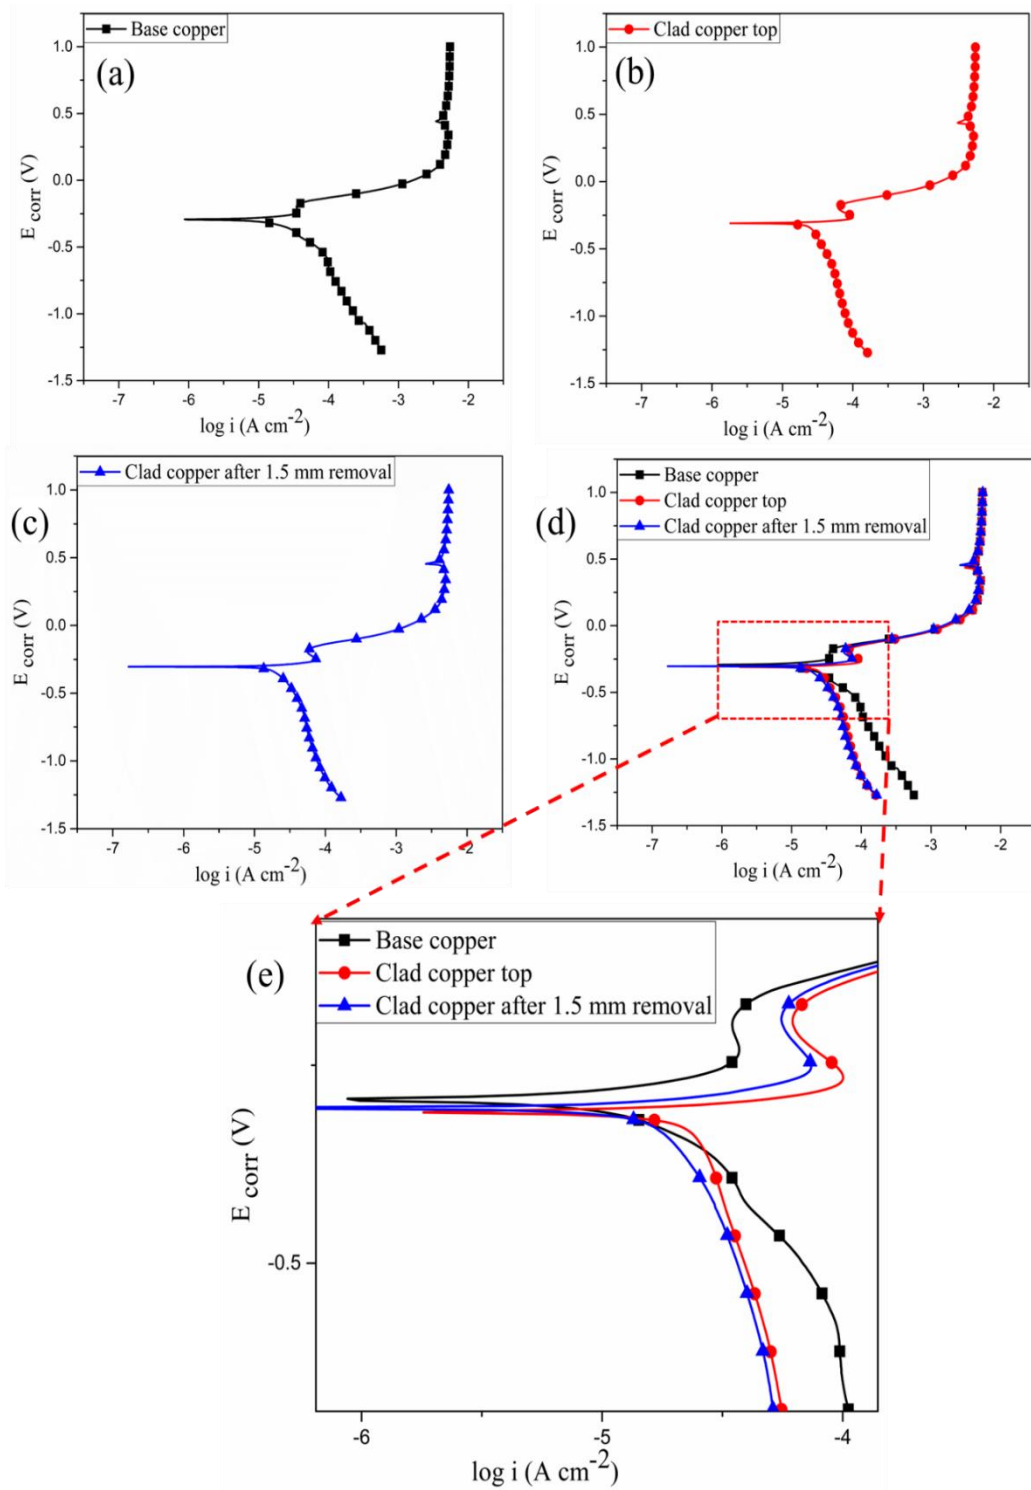 Base copper
(a)
1.0
0.5
0.0
-0.5
-1.0
-1.5
E corr (V)
-7 -6 -5 -4 -3 -2
log i (A cm-2)
Clad copper top
(b)
1.0
0.5
0.0
-0.5
-1.0
-1.5
E corr (V)
-7 -6 -5 -4 -3 -2
log i (A cm-2)
Clad copper after 1.5 mm removal
(c)
1.0
0.5
0.0
-0.5
-1.0
-1.5
E corr (V)
-7 -6 -5 -4 -3 -2
log i (A cm-2)
Base copper
Clad copper top
Clad copper after 1.5 mm removal
(d)
1.0
0.5
0.0
-0.5
-1.0
-1.5
E corr (V)
-7 -6 -5 -4 -3 -2
log i (A cm-2)
Base copper
Clad copper top
Clad copper after 1.5 mm removal
(e)
E corr (V)
-0.5
-6 -5 -4
log i (A cm-2)